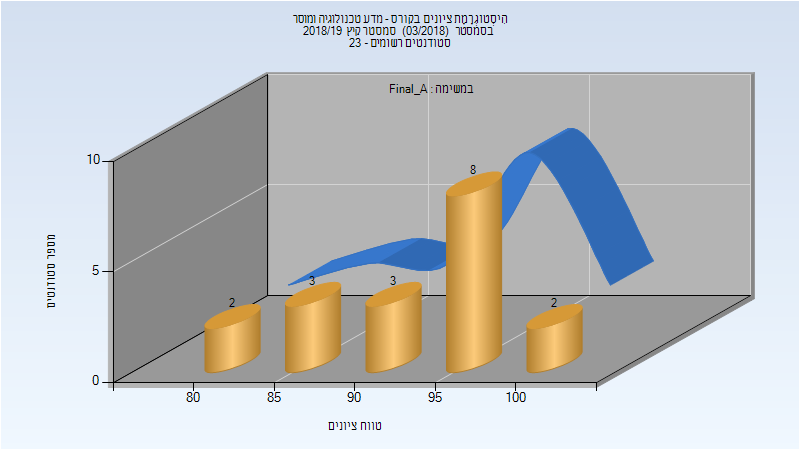 היסטוגרמת ציונים בקורס - מדע טכנולוגיה ומוסר
בסמסטר (03/2018) סמסטר קיץ 2018/19
סטודנטים רשומים - 23
במשימה : Final_A
מספר סטודנטים
10
5
0
2
3
3
8
2
80
85
90
95
100
טווח ציונים